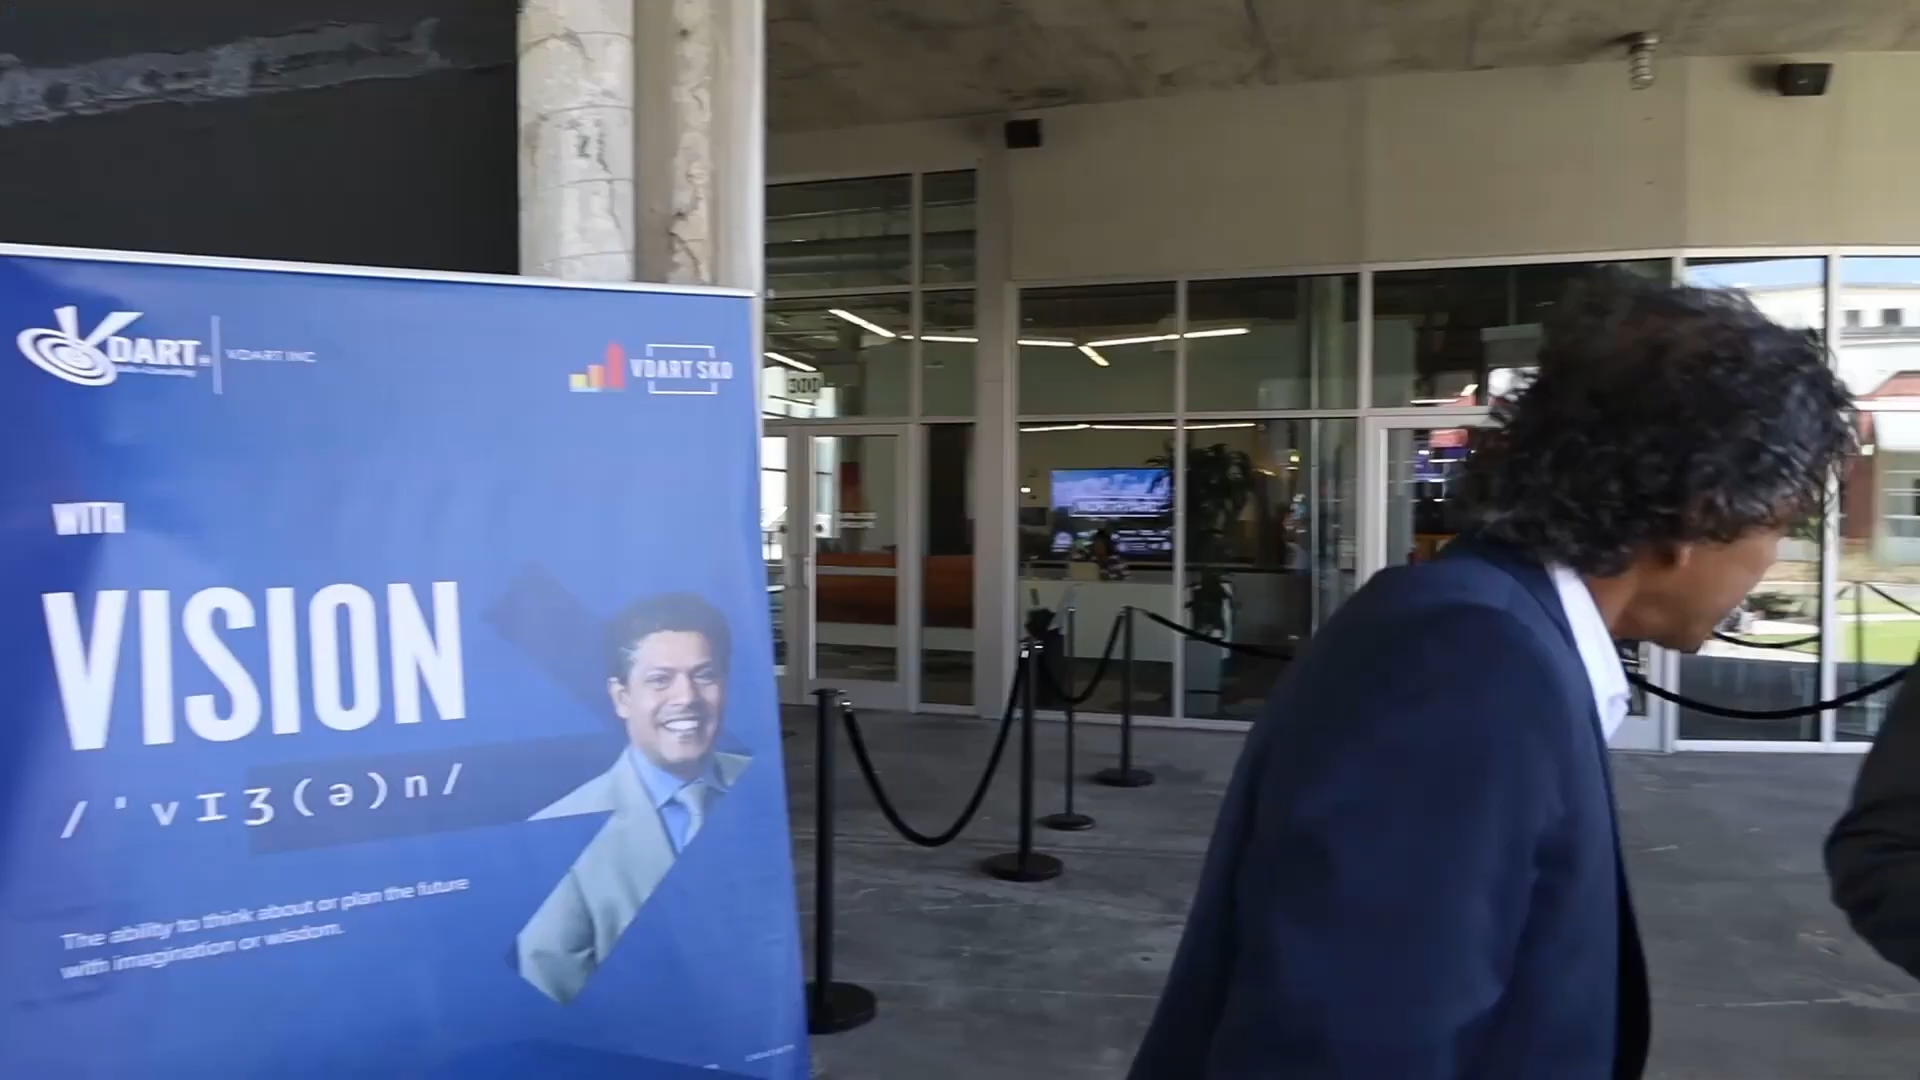 VDART
VDART INC
VDART SKO
WITH
VISION
/ˈvɪʒ(ə)n/
The ability to think about or plan the future
with imagination or wisdom.